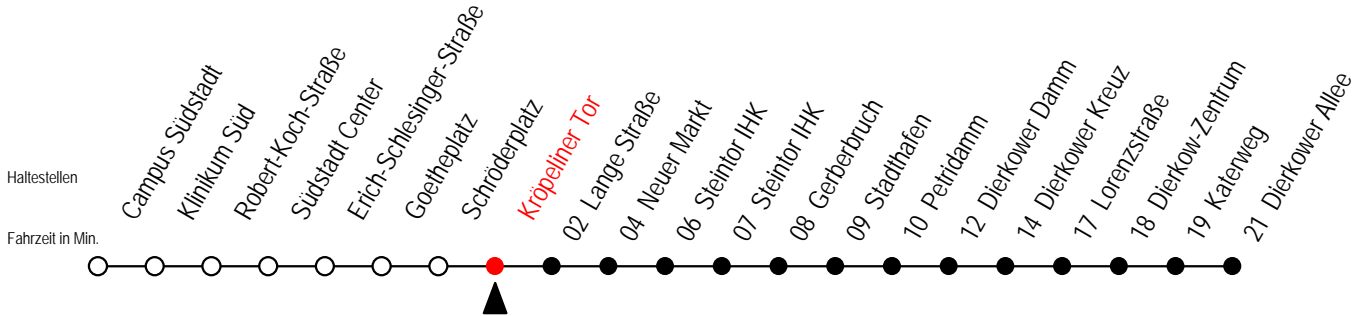 Haltestellen
Fahrzeit in Min.
Campus Südstadt
Klinikum Süd
Robert-Koch-Straße
Südstadt Center
Erich-Schlesinger-Straße
Goetheplatz
Schröderplatz
Kröpeliner Tor
02 Lange Straße
04 Neuer Markt
06 Steintor IHK
07 Steintor IHK
08 Gerberbruch
09 Stadthafen
10 Petridamm
12 Dierkower Damm
14 Dierkower Kreuz
17 Lorenzstraße
18 Dierkow-Zentrum
19 Katerweg
21 Dierkower Allee